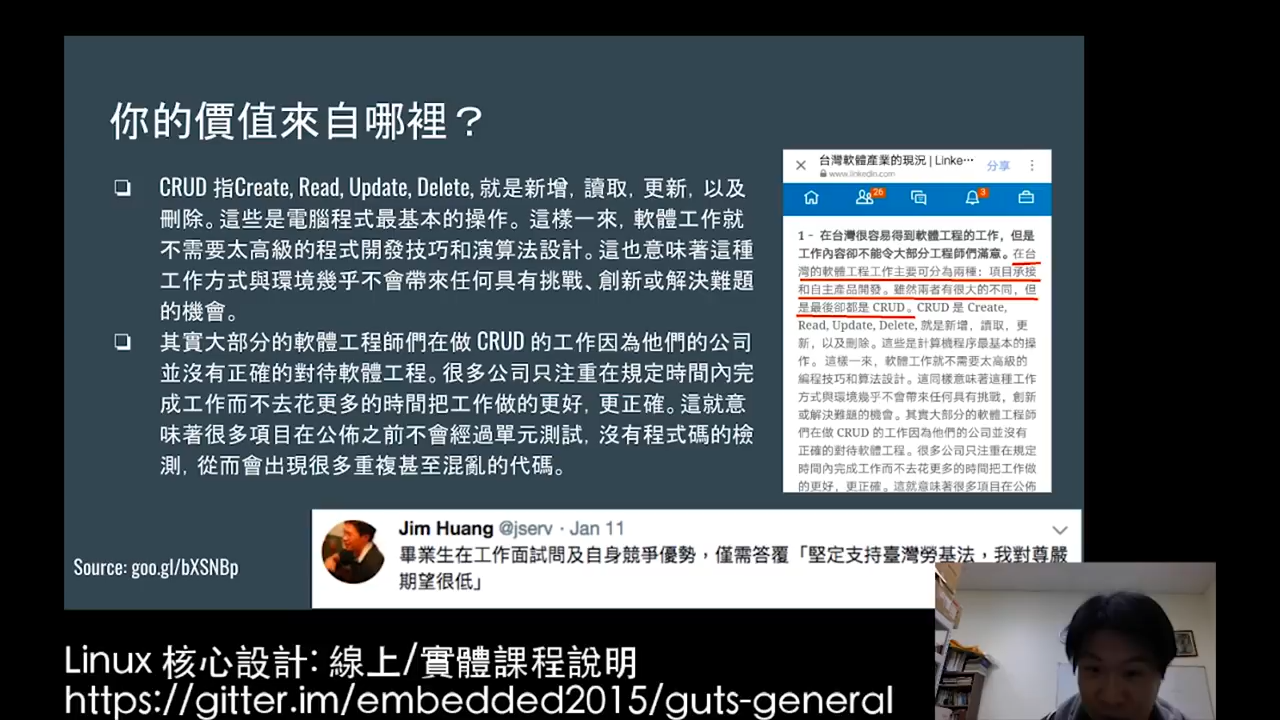 你的價值來自哪裡？
❏ CRUD 指Create, Read, Update, Delete, 就是新增，讀取，更新，以及
刪除。這些是電腦程式最基本的操作。這樣一來，軟體工作就
不需要太高級的程式開發技巧和演算法設計。這也意味著這種
工作方式與環境幾乎不會帶來任何具有挑戰、創新或解決難題
的機會。
❏ 其實大部分的軟體工程師們在做 CRUD 的工作因為他們的公司
並沒有正確的對待軟體工程。很多公司只注重在規定時間內完
成工作而不去花更多的時間把工作做的更好，更正確。這就意
味著很多項目在公佈之前不會經過單元測試，沒有程式碼的檢
測，從而會出現很多重複甚至混亂的代碼。
台灣軟體產業的現況 | Linke···
www.linkedin.com
分享
26
3
1 - 在台灣很容易得到軟體工程的工作，但是
工作內容卻不能令大部分工程師們滿意。在台
灣的軟體工程工作主要可分為兩種：項目承接
和自主產品開發。雖然兩者有很大的不同，但
是最後卻都是 CRUD。CRUD 是 Create,
Read, Update, Delete, 就是新增，讀取，更
新，以及刪除。這些是計算機程序最基本的操
作。這樣一來，軟體工作就不需要太高級的
編程技巧和算法設計。這同樣意味著這種工作
方式與環境幾乎不會帶來任何具有挑戰，創新
或解決難題的機會。其實大部分的軟體工程師
們在做 CRUD 的工作因為他們的公司並沒有
正確的對待軟體工程。很多公司只注重在規定
時間內完成工作而不去花更多的時間把工作做
的更好，更正確。這就意味著很多項目在公佈
Source: goo.gl/bXSNBp
Jim Huang @jserv · Jan 11
畢業生在工作面試問及自身競爭優勢，僅需答覆「堅定支持臺灣勞基法，我對尊嚴
期望很低」
Linux 核心設計: 線上/實體課程說明
https://gitter.im/embedded2015/guts-general